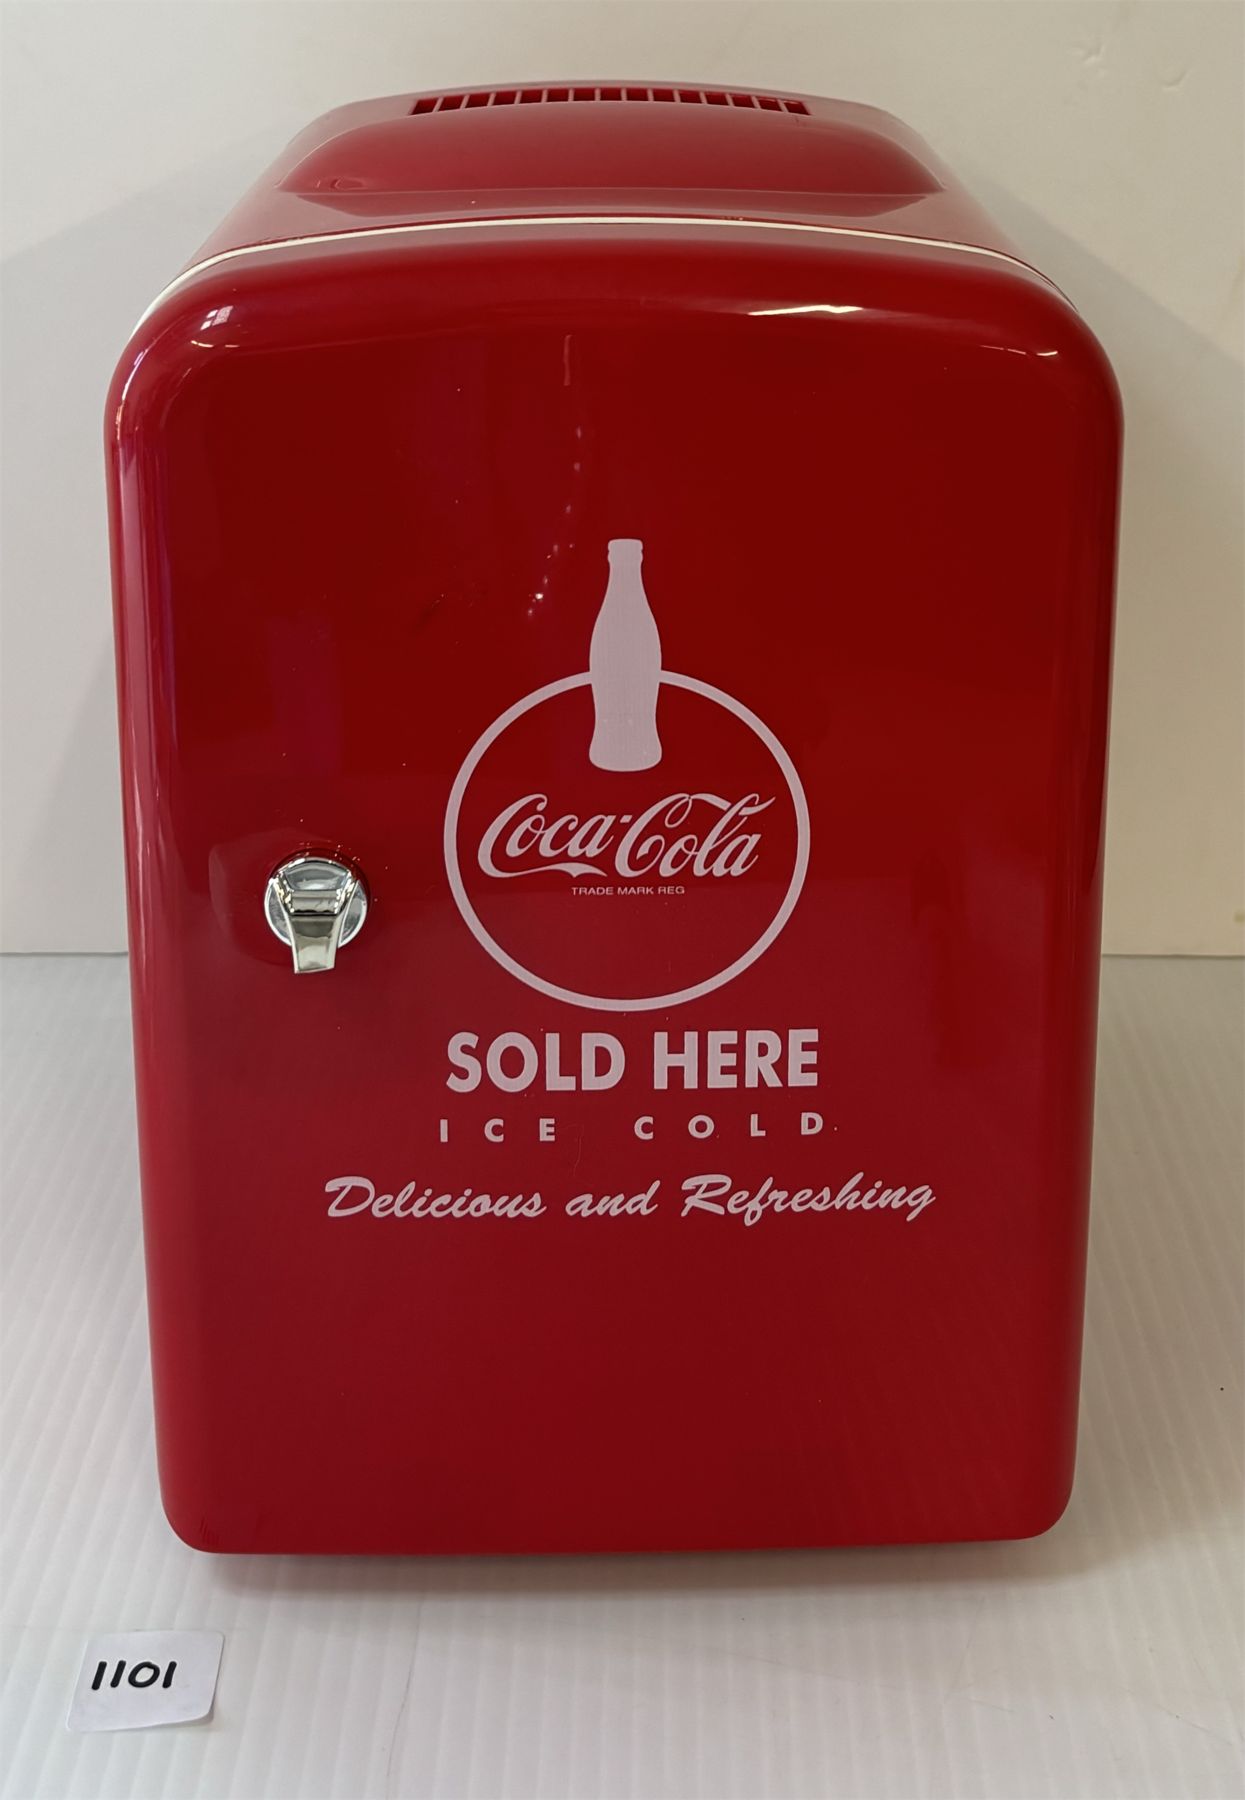 Coca-Cola
TRADE MARK REG
SOLD HERE
ICE COLD
Delicious and Refreshing
1101